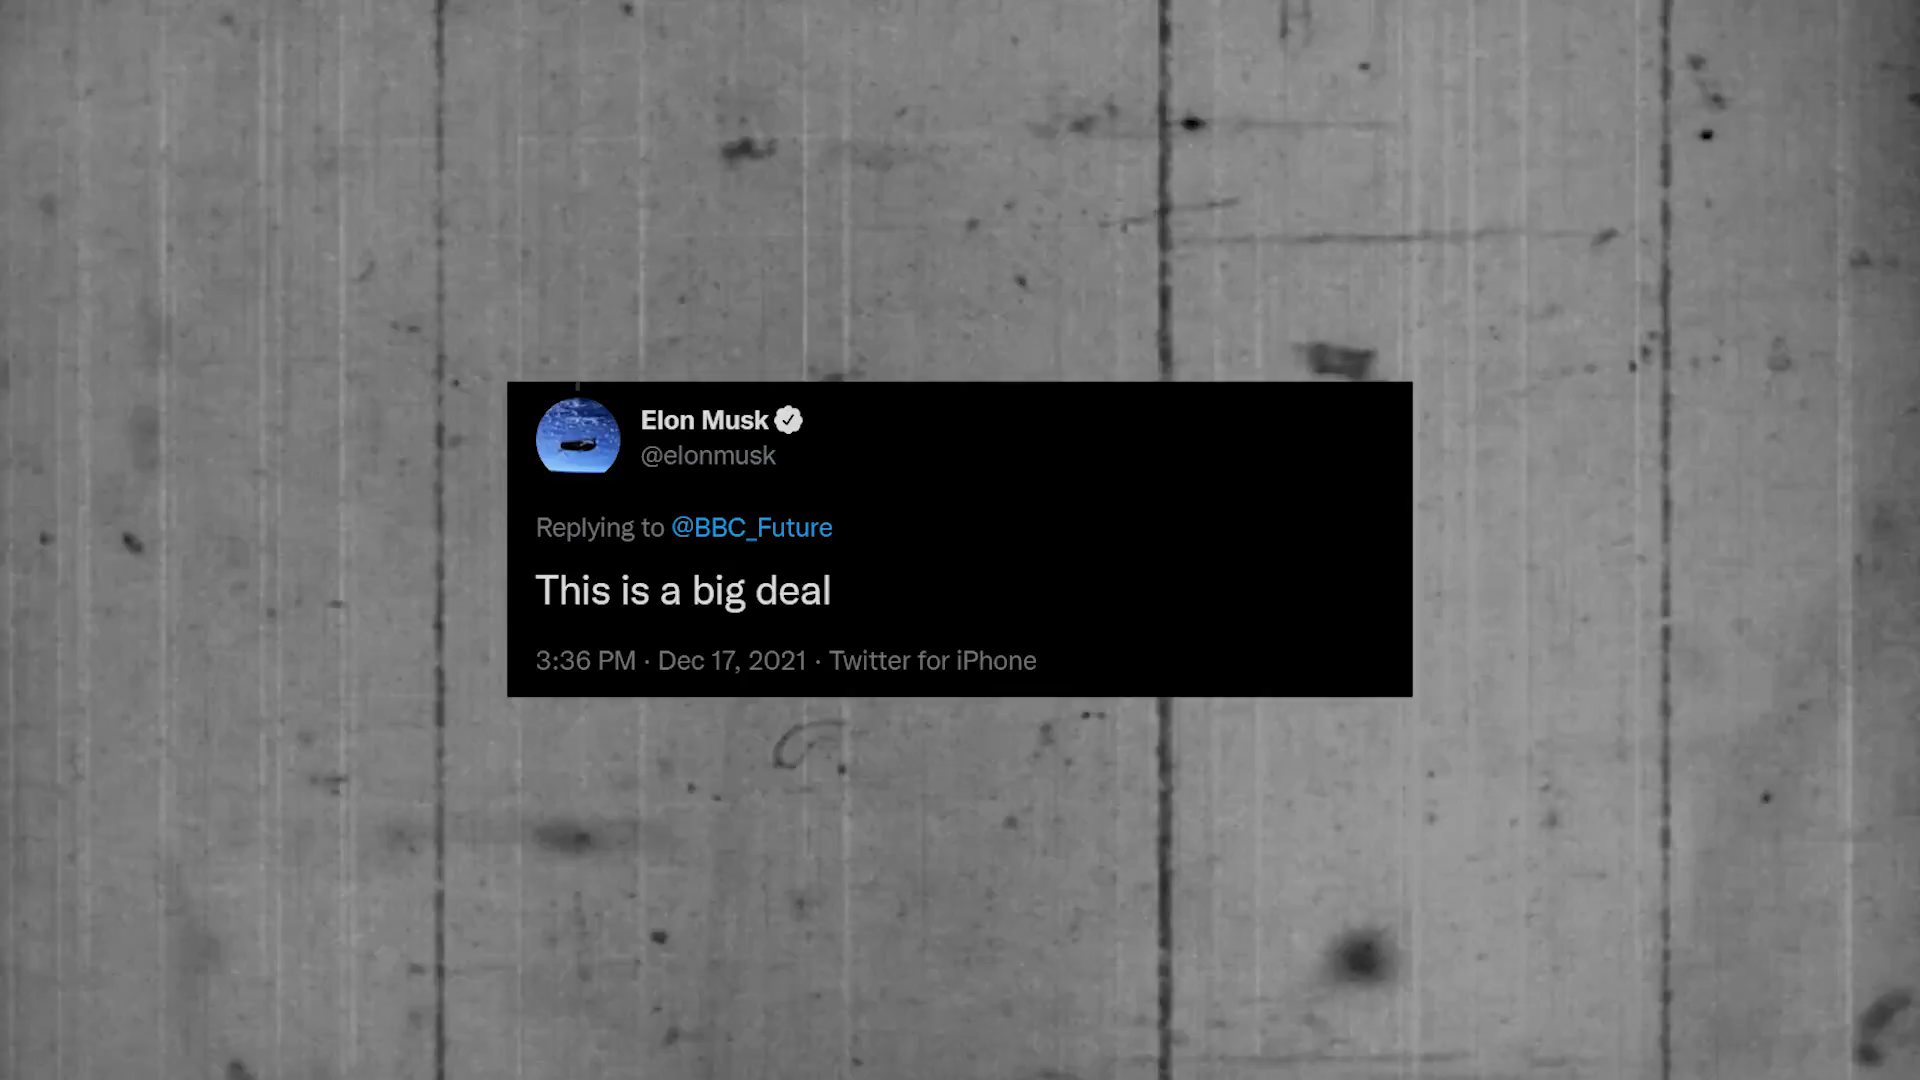 Elon Musk
@elonmusk
Replying to @BBC_Future
This is a big deal
3:36 PM · Dec 17, 2021 · Twitter for iPhone